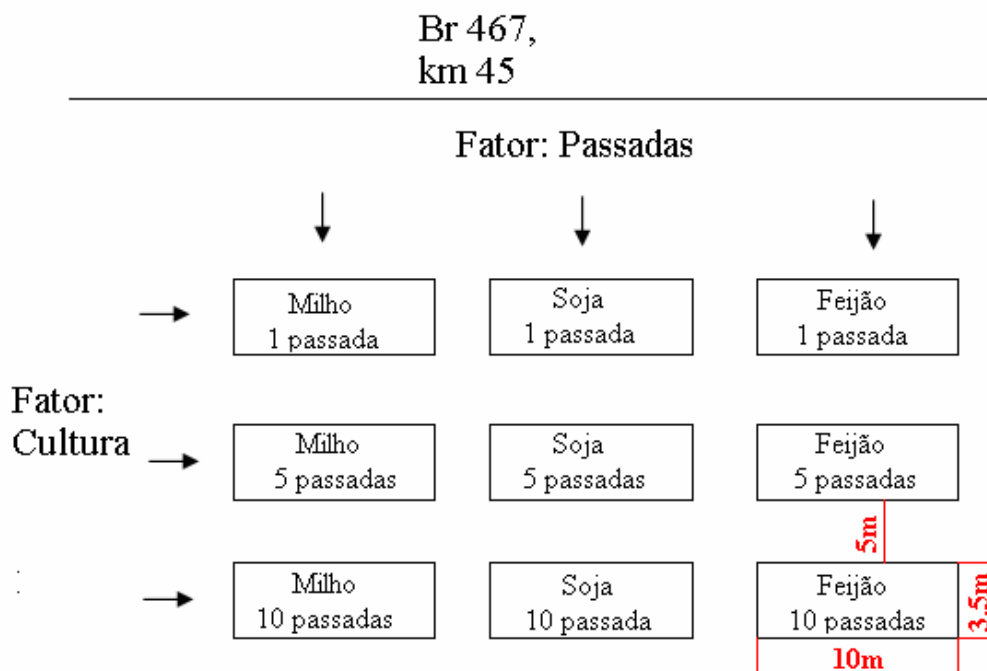 Br 467,
km 45
Fator: Passadas
Milho
1 passada
Soja
1 passada
Feijão
1 passada
Fator:
Cultura
Milho
5 passadas
Soja
5 passadas
Feijão
5 passadas
5m
Milho
10 passadas
Soja
10 passada
Feijão
10 passadas
3.5m
10m